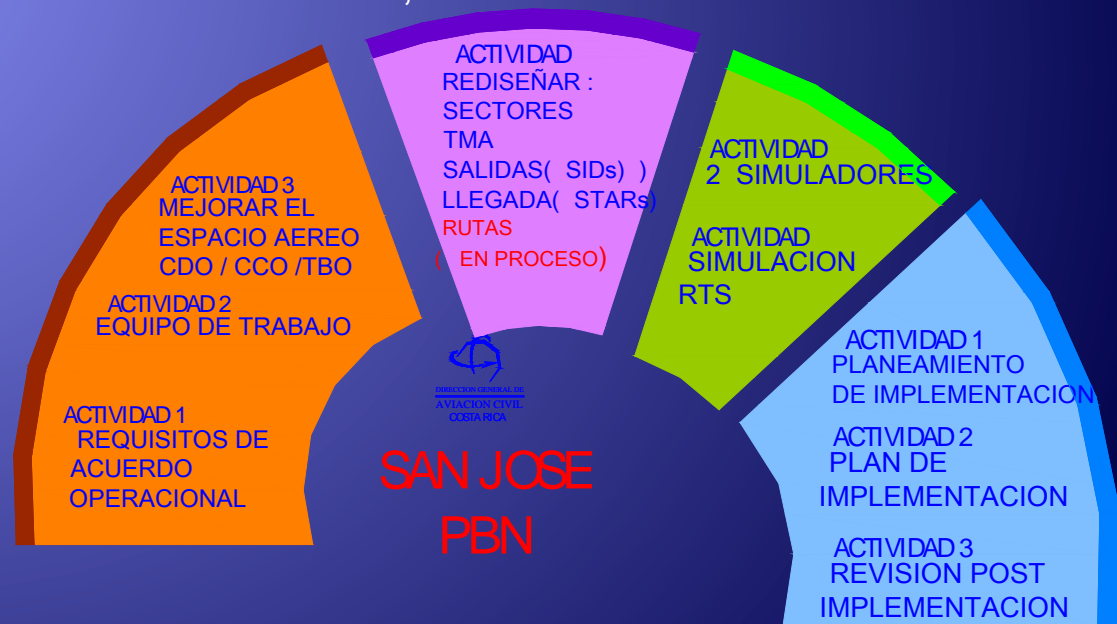 ACTIVIDAD 3
MEJORAR EL
ESPACIO AEREO
CDO / CCO /TBO
ACTIVIDAD 2
EQUIPO DE TRABAJO
ACTIVIDAD 1
REQUISITOS DE
ACUERDO
OPERACIONAL
ACTIVIDAD
REDISEÑAR :
SECTORES
TMA
SALIDAS( SIDs) )
LLEGADA( STARs)
RUTAS
( EN PROCESO)
ACTIVIDAD
2 SIMULADORES
ACTIVIDAD
SIMULACION
RTS
ACTIVIDAD 1
PLANEAMIENTO
DE IMPLEMENTACION
ACTIVIDAD 2
PLAN DE
IMPLEMENTACION
ACTIVIDAD 3
REVISION POST
IMPLEMENTACION
DIRECCION GENERAL DE
AVIACION CIVIL
COSTA RICA
SAN JOSE
PBN